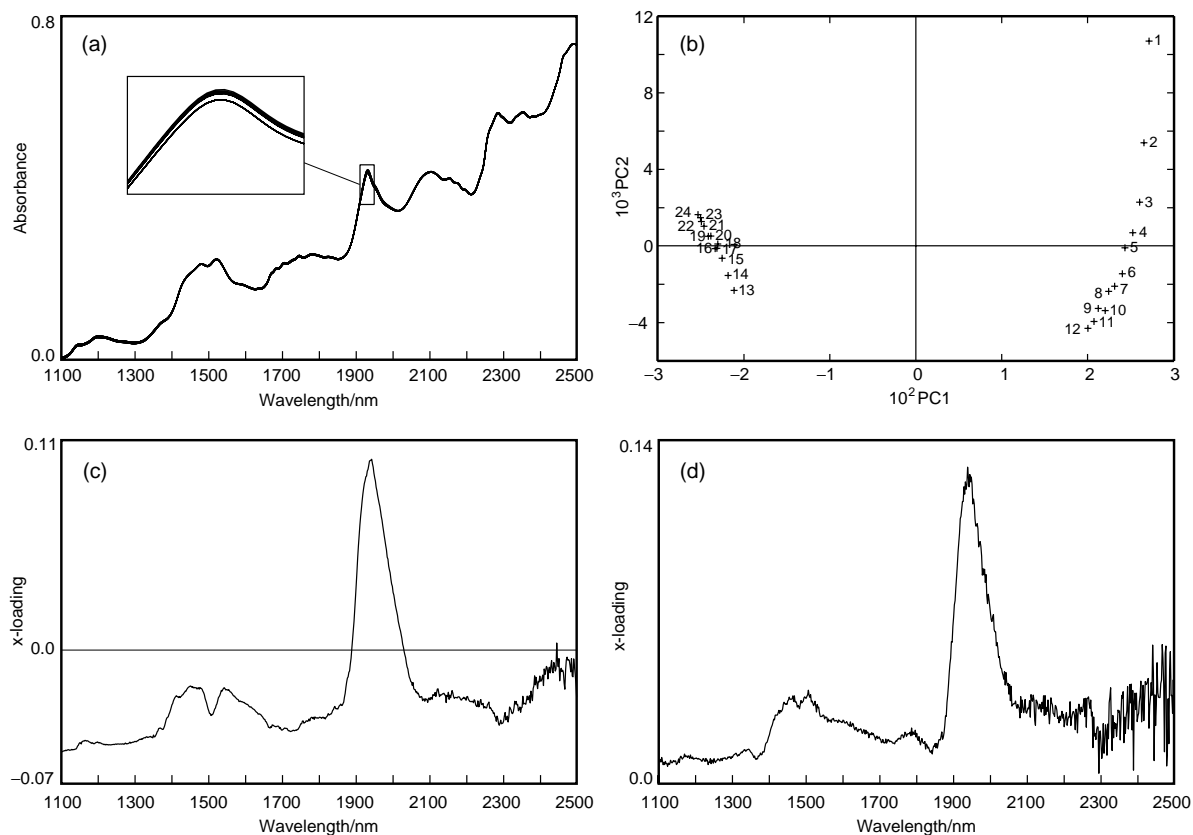 0.8
(a)
Absorbance
0.0
1100 1300 1500 1700 1900 2100 2300 2500
Wavelength/nm
12
(b)
+1
8
+2
10³PC2
4
+3
24 + +23
22 + +21
+4
19 + +20
0
16 + +17 +18
+5
+15
+14
+6
+13
8 + +7
9 + +10
−4
12 + +11
−3 −2 −1 0 1 2 3
10²PC1
0.11
(c)
x-loading
0.0
−0.07
1100 1300 1500 1700 1900 2100 2300 2500
Wavelength/nm
0.14
(d)
x-loading
0.0
1100 1300 1500 1700 1900 2100 2300 2500
Wavelength/nm